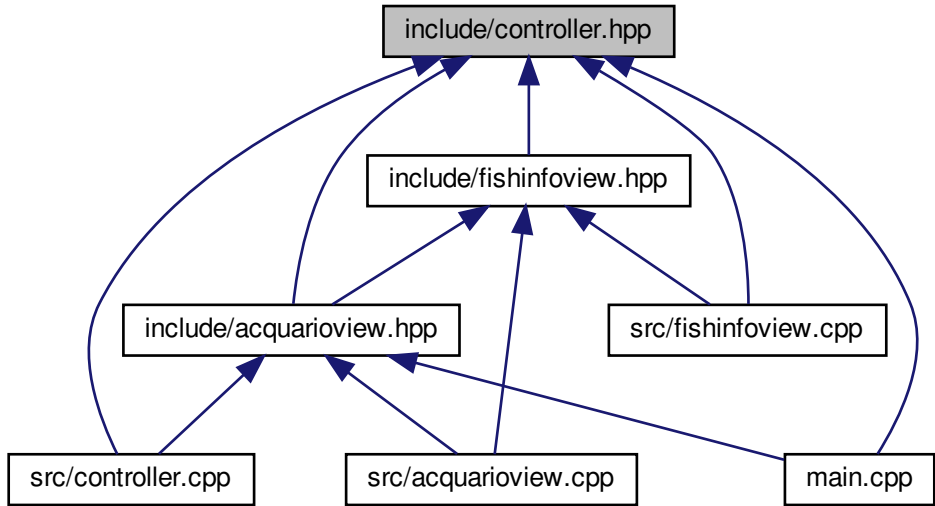 include/controller.hpp
include/fishinfoview.hpp
include/acquarioview.hpp
src/fishinfoview.cpp
src/controller.cpp
src/acquarioview.cpp
main.cpp